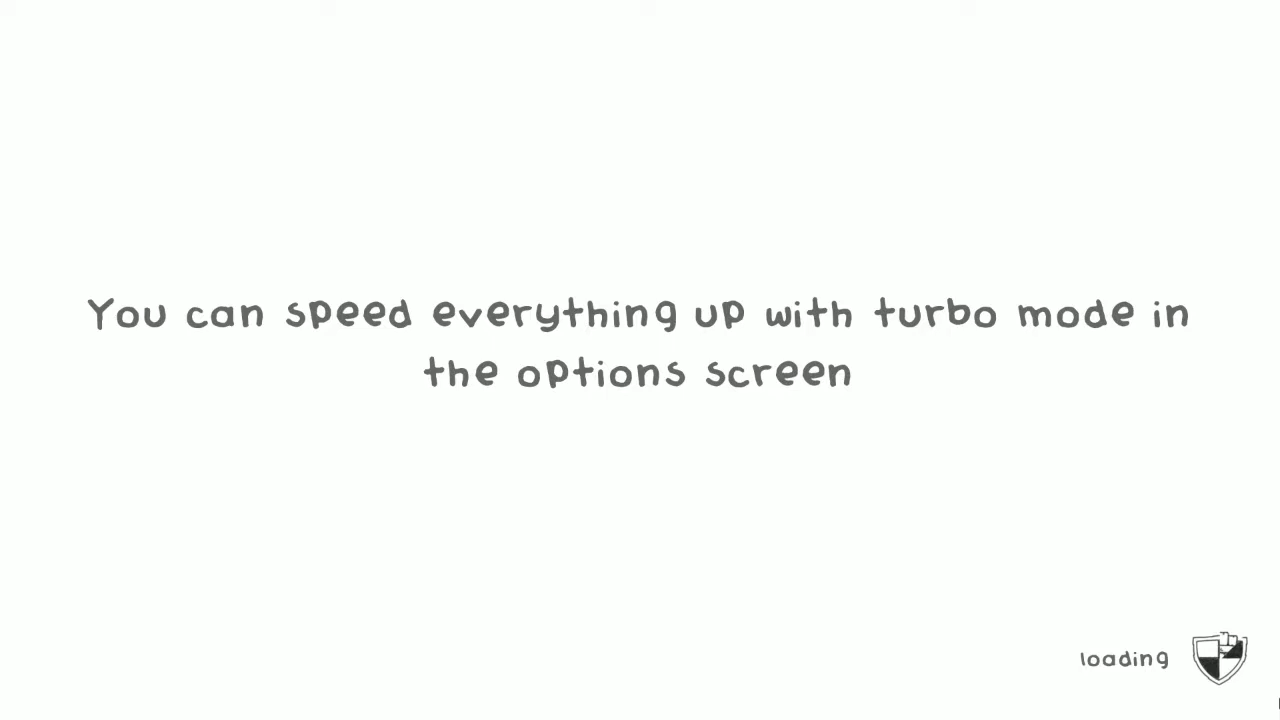 You can speed everything up with turbo mode in
the options screen
loading